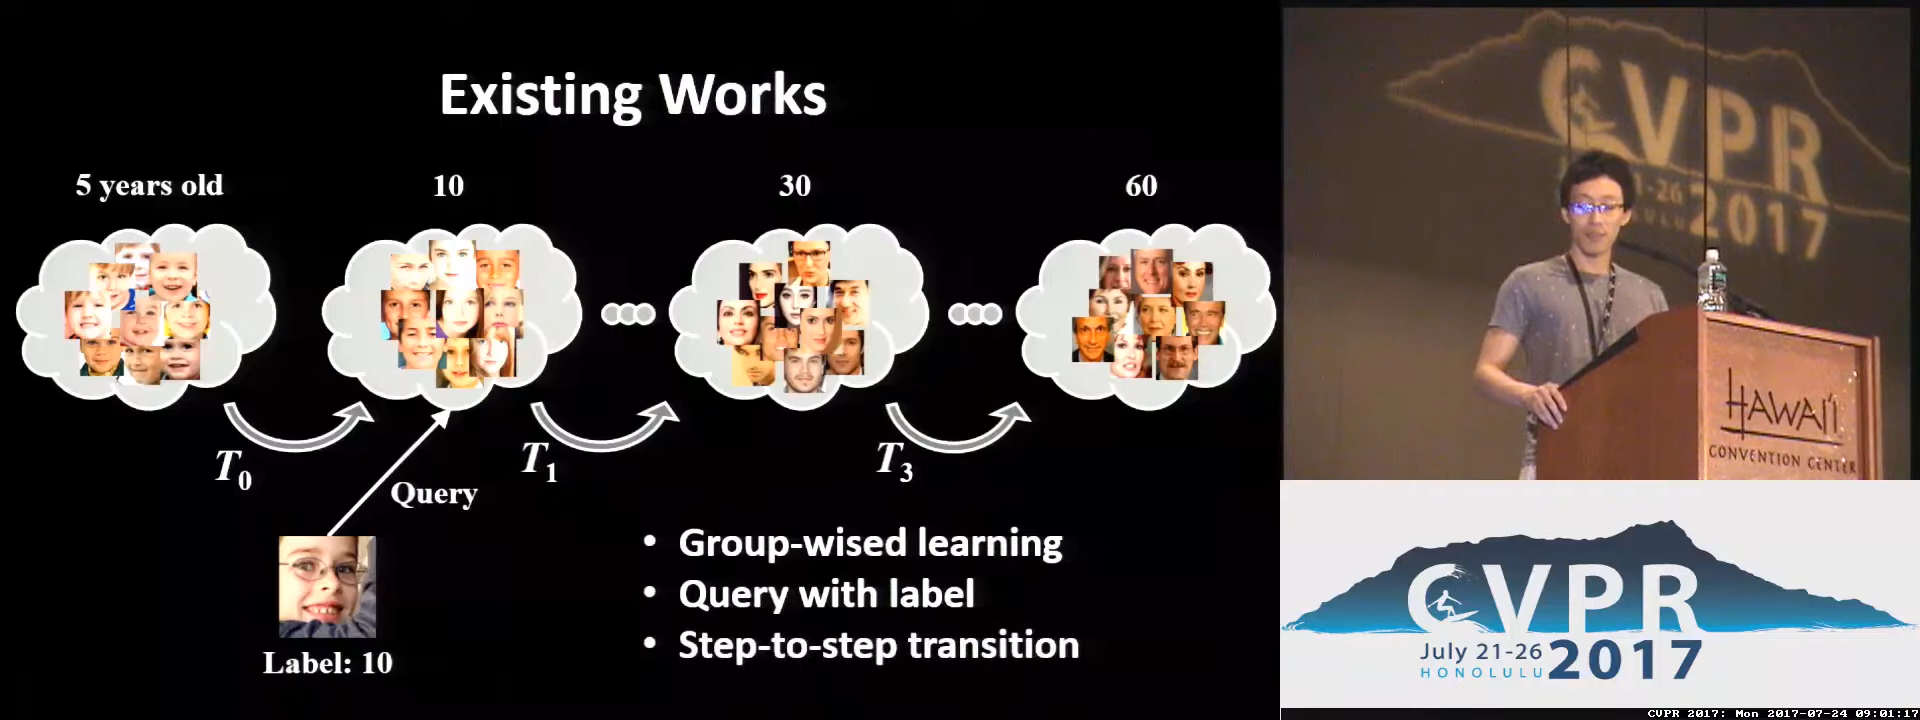 Existing Works
5 years old
10
30
60
T0
T1
T3
Query
Label: 10
• Group-wised learning
• Query with label
• Step-to-step transition
CVPR
1-26
2017
HAWAI'I
CONVENTION CENTER
CVPR
July 21-26
HONOLULU
2017
CVPR 2017: Mon 2017-07-24 09:01:17